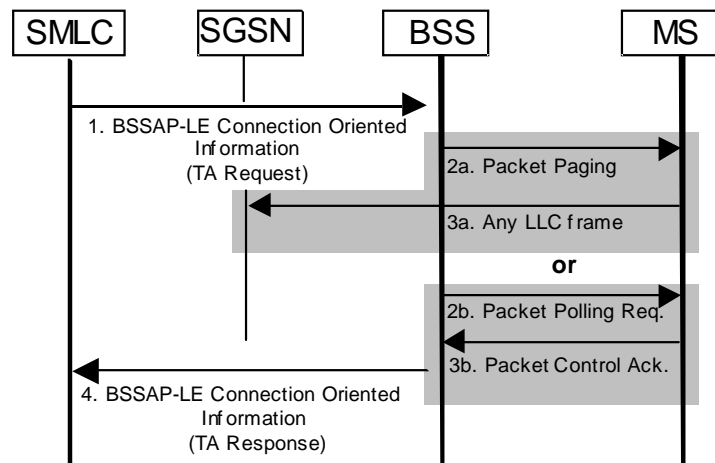 SMLC SGSN BSS MS
1. BSSAP-LE Connection Oriented
Information
(TA Request)
2a. Packet Paging
3a. Any LLC frame
or
2b. Packet Polling Req.
3b. Packet Control Ack.
4. BSSAP-LE Connection Oriented
Information
(TA Response)